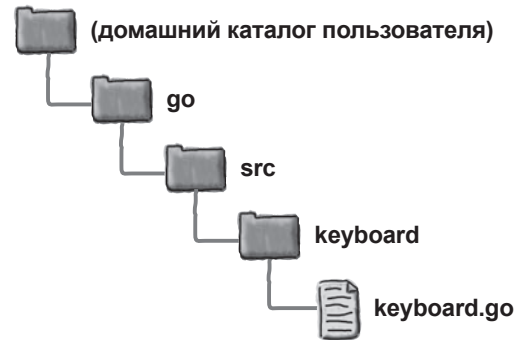 (домашний каталог пользователя)
go
src
keyboard
keyboard.go